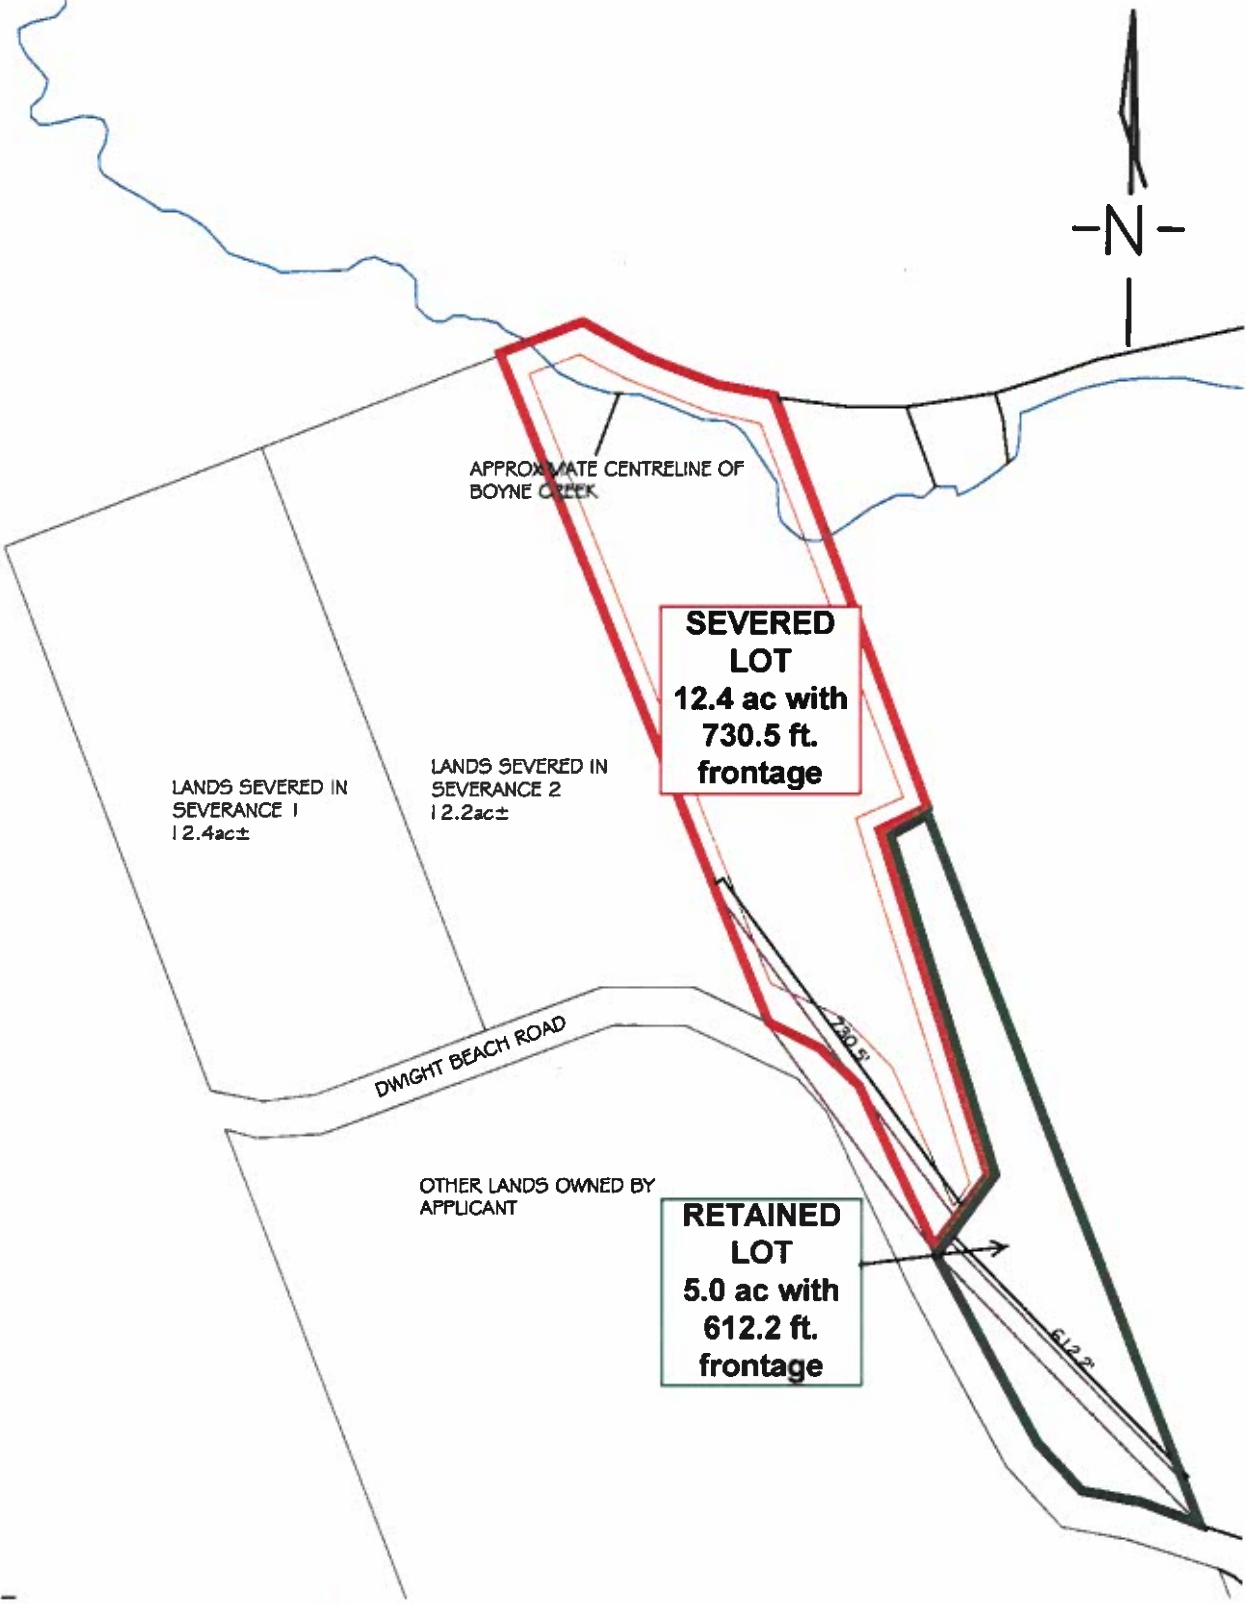 -N-
APPROXIMATE CENTRELINE OF
BOYNE CREEK
SEVERED
LOT
12.4 ac with
730.5 ft.
frontage
LANDS SEVERED IN
SEVERANCE 1
12.4ac±
LANDS SEVERED IN
SEVERANCE 2
12.2ac±
730.5'
DWIGHT BEACH ROAD
OTHER LANDS OWNED BY
APPLICANT
RETAINED
LOT
5.0 ac with
612.2 ft.
frontage
612.2'